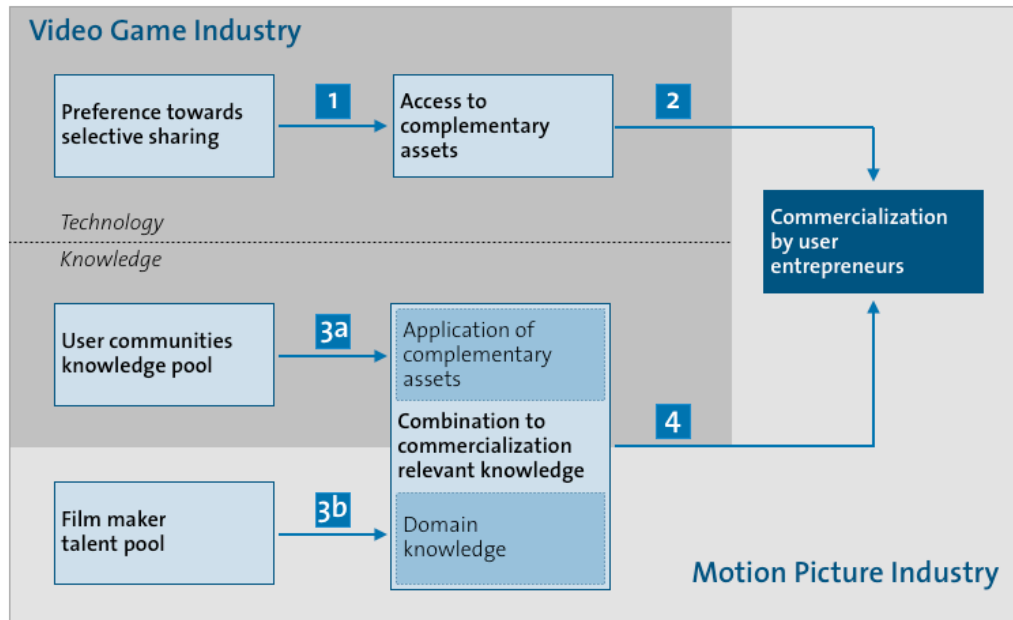 Video Game Industry
Preference towards
selective sharing
1
Access to
complementary
assets
2
Technology
Knowledge
Commercialization
by user
entrepreneurs
User communities
knowledge pool
3a
Application of
complementary
assets
Combination to
commercialization
relevant knowledge
4
Film maker
talent pool
3b
Domain
knowledge
Motion Picture Industry